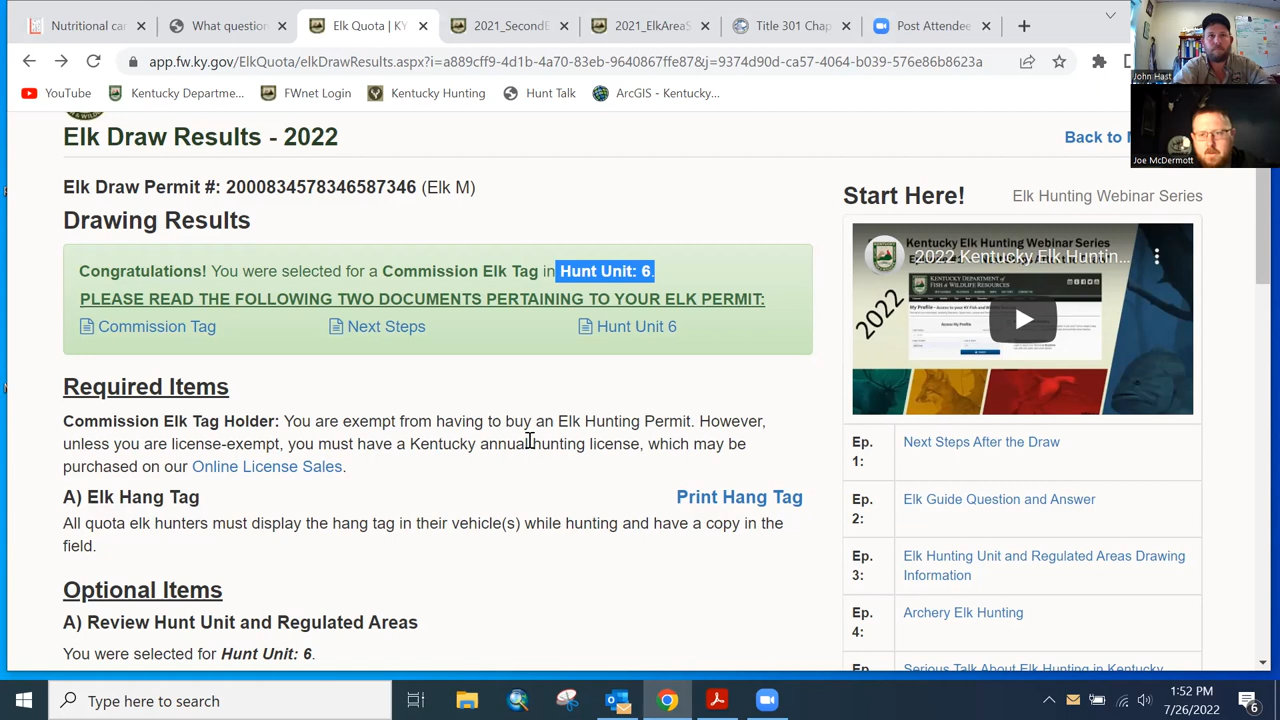 Nutritional ca
What question
Elk Quota | KY
2021_SecondE
2021_ElkAreaS
Title 301 Chap
Post Attendee
app.fw.ky.gov/ElkQuota/elkDrawResults.aspx?i=ac89cff9-4d1b-4a70-83eb-9640867ffe87&j=9374d90d-ca57-4064-b039-576e86b8623a
John Hast
YouTube
Kentucky Departme...
FWnet Login
Kentucky Hunting
Hunt Talk
ArcGIS - Kentucky...
Elk Draw Results - 2022
Back to
Joe McDermott
Elk Draw Permit #: 2000834578346587346 (Elk M)
Drawing Results
Congratulations! You were selected for a Commission Elk Tag in Hunt Unit: 6.
PLEASE READ THE FOLLOWING TWO DOCUMENTS PERTAINING TO YOUR ELK PERMIT:
Commission Tag
Next Steps
Hunt Unit 6
Required Items
Commission Elk Tag Holder: You are exempt from having to buy an Elk Hunting Permit. However,
unless you are license-exempt, you must have a Kentucky annual hunting license, which may be
purchased on our Online License Sales.
A) Elk Hang Tag
Print Hang Tag
All quota elk hunters must display the hang tag in their vehicle(s) while hunting and have a copy in the
field.
Optional Items
A) Review Hunt Unit and Regulated Areas
You were selected for Hunt Unit: 6.
Start Here!
Elk Hunting Webinar Series
Kentucky Elk Hunting Webinar Series
2022 Kentucky Elk Huntin...
2022
Ep. 1: Next Steps After the Draw
Ep. 2: Elk Guide Question and Answer
Ep. 3: Elk Hunting Unit and Regulated Areas Drawing
Information
Ep. 4: Archery Elk Hunting
Ep. Serious Talk About Elk Hunting in Kentucky
Type here to search
1:52 PM
7/26/2022
6